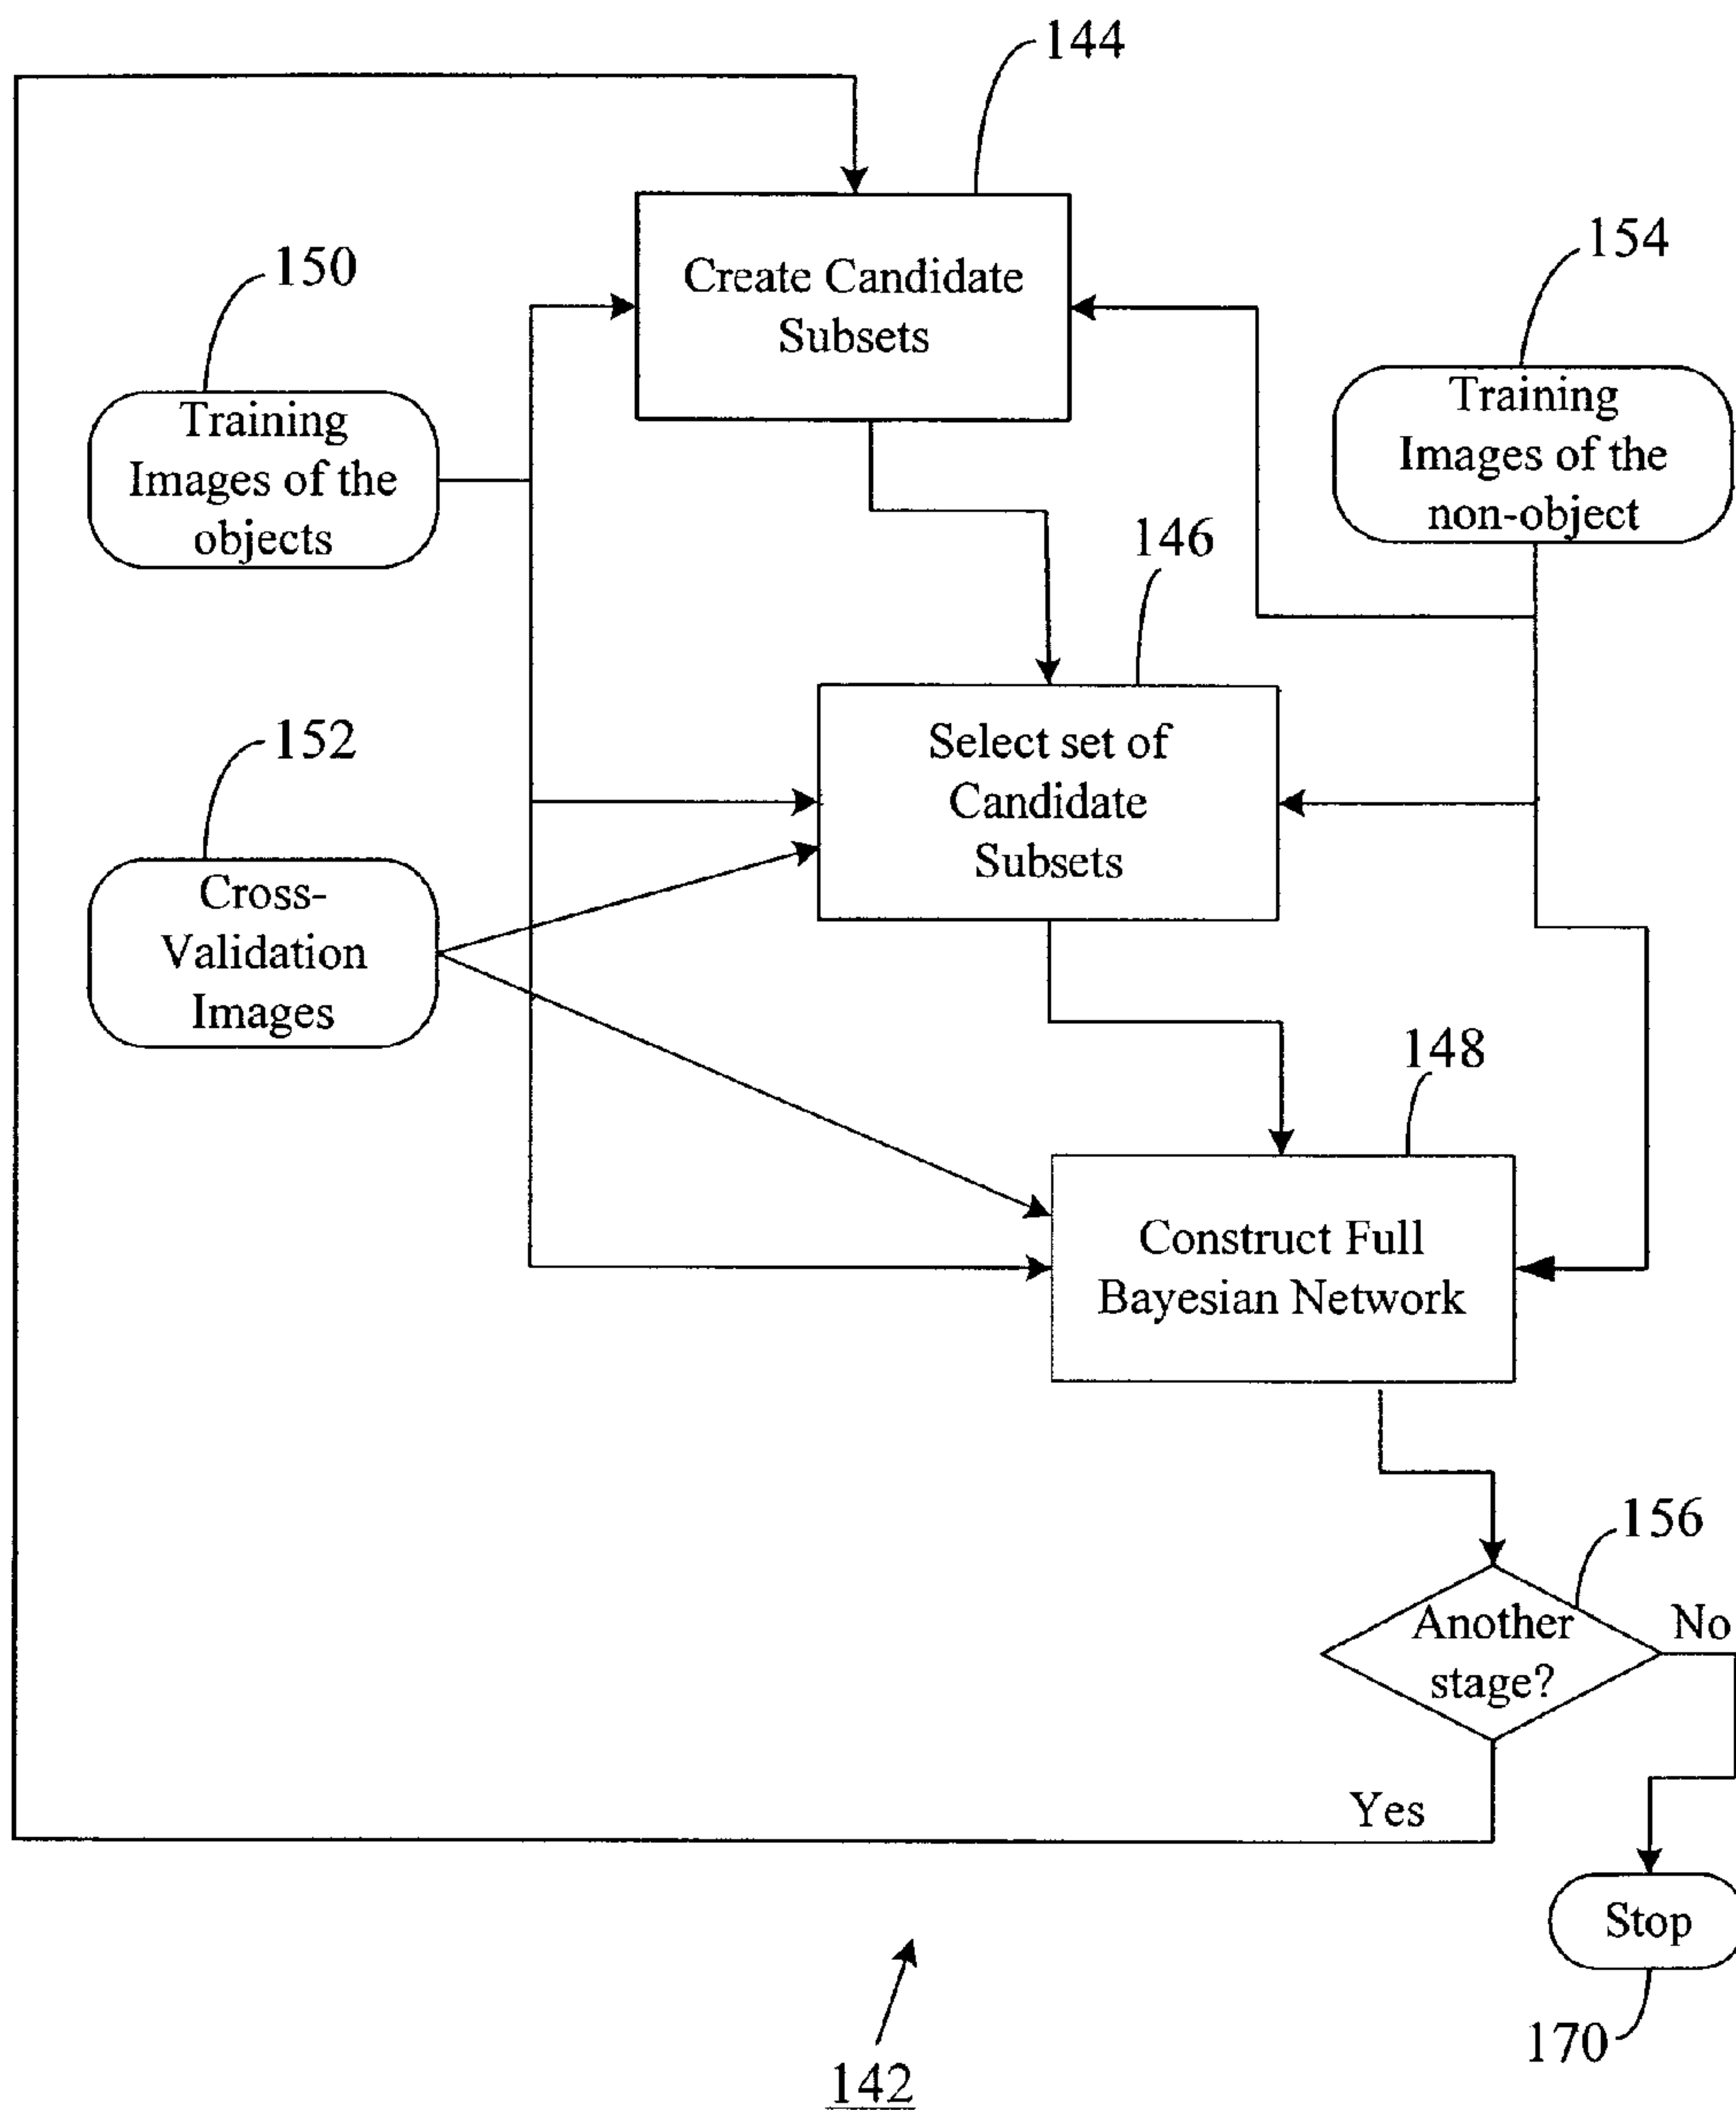 144
Create Candidate
Subsets
150
Training
Images of the
objects
154
Training
Images of the
non-object
146
Select set of
Candidate
Subsets
152
Cross-
Validation
Images
148
Construct Full
Bayesian Network
156
Another
stage?
No
Yes
Stop
170
142